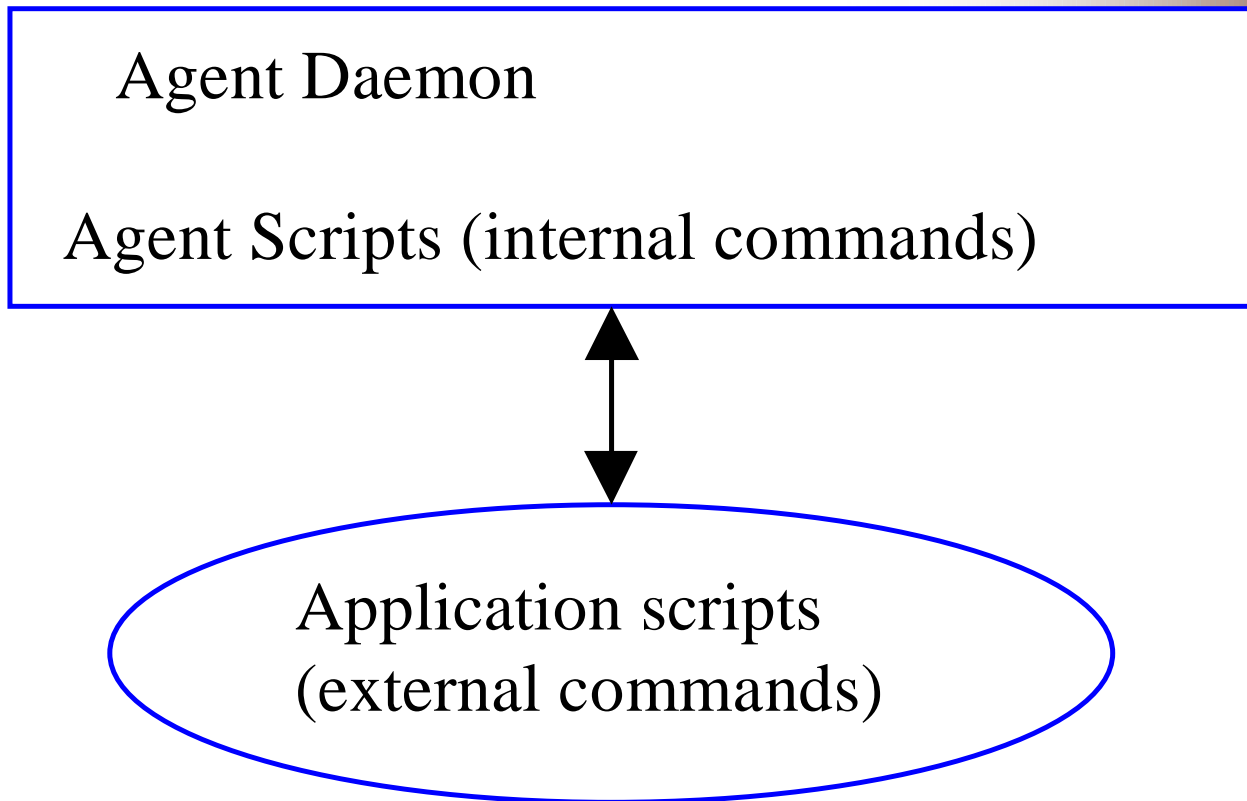 Agent Daemon
Agent Scripts (internal commands)
Application scripts
(external commands)